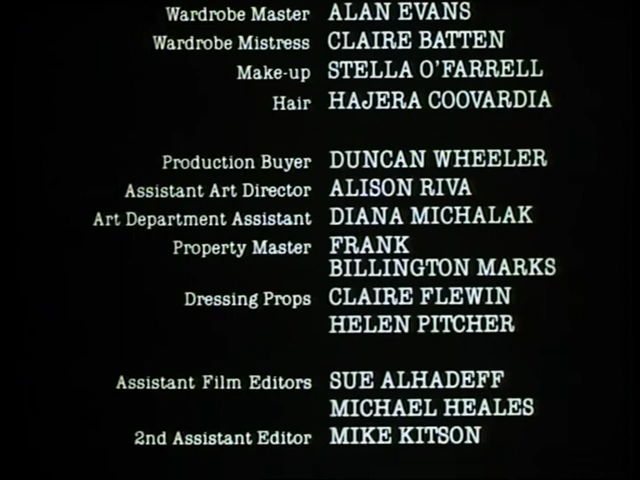 Wardrobe Master ALAN EVANS
Wardrobe Mistress CLAIRE BATTEN
Make-up STELLA O'FARRELL
Hair HAJERA COOVARDIA
Production Buyer DUNCAN WHEELER
Assistant Art Director ALISON RIVA
Art Department Assistant DIANA MICHALAK
Property Master FRANK
BILLINGTON MARKS
Dressing Props CLAIRE FLEWIN
HELEN PITCHER
Assistant Film Editors SUE ALHADEFF
MICHAEL HEALES
2nd Assistant Editor MIKE KITSON